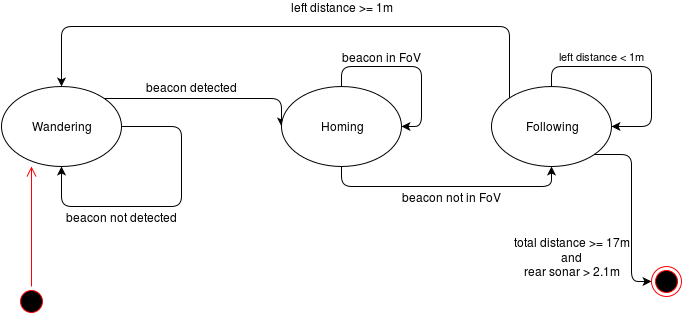 left distance >= 1m
beacon in FoV
left distance < 1m
beacon detected
Wandering
Homing
Following
beacon not in FoV
beacon not detected
total distance >= 17m
and
rear sonar > 2.1m